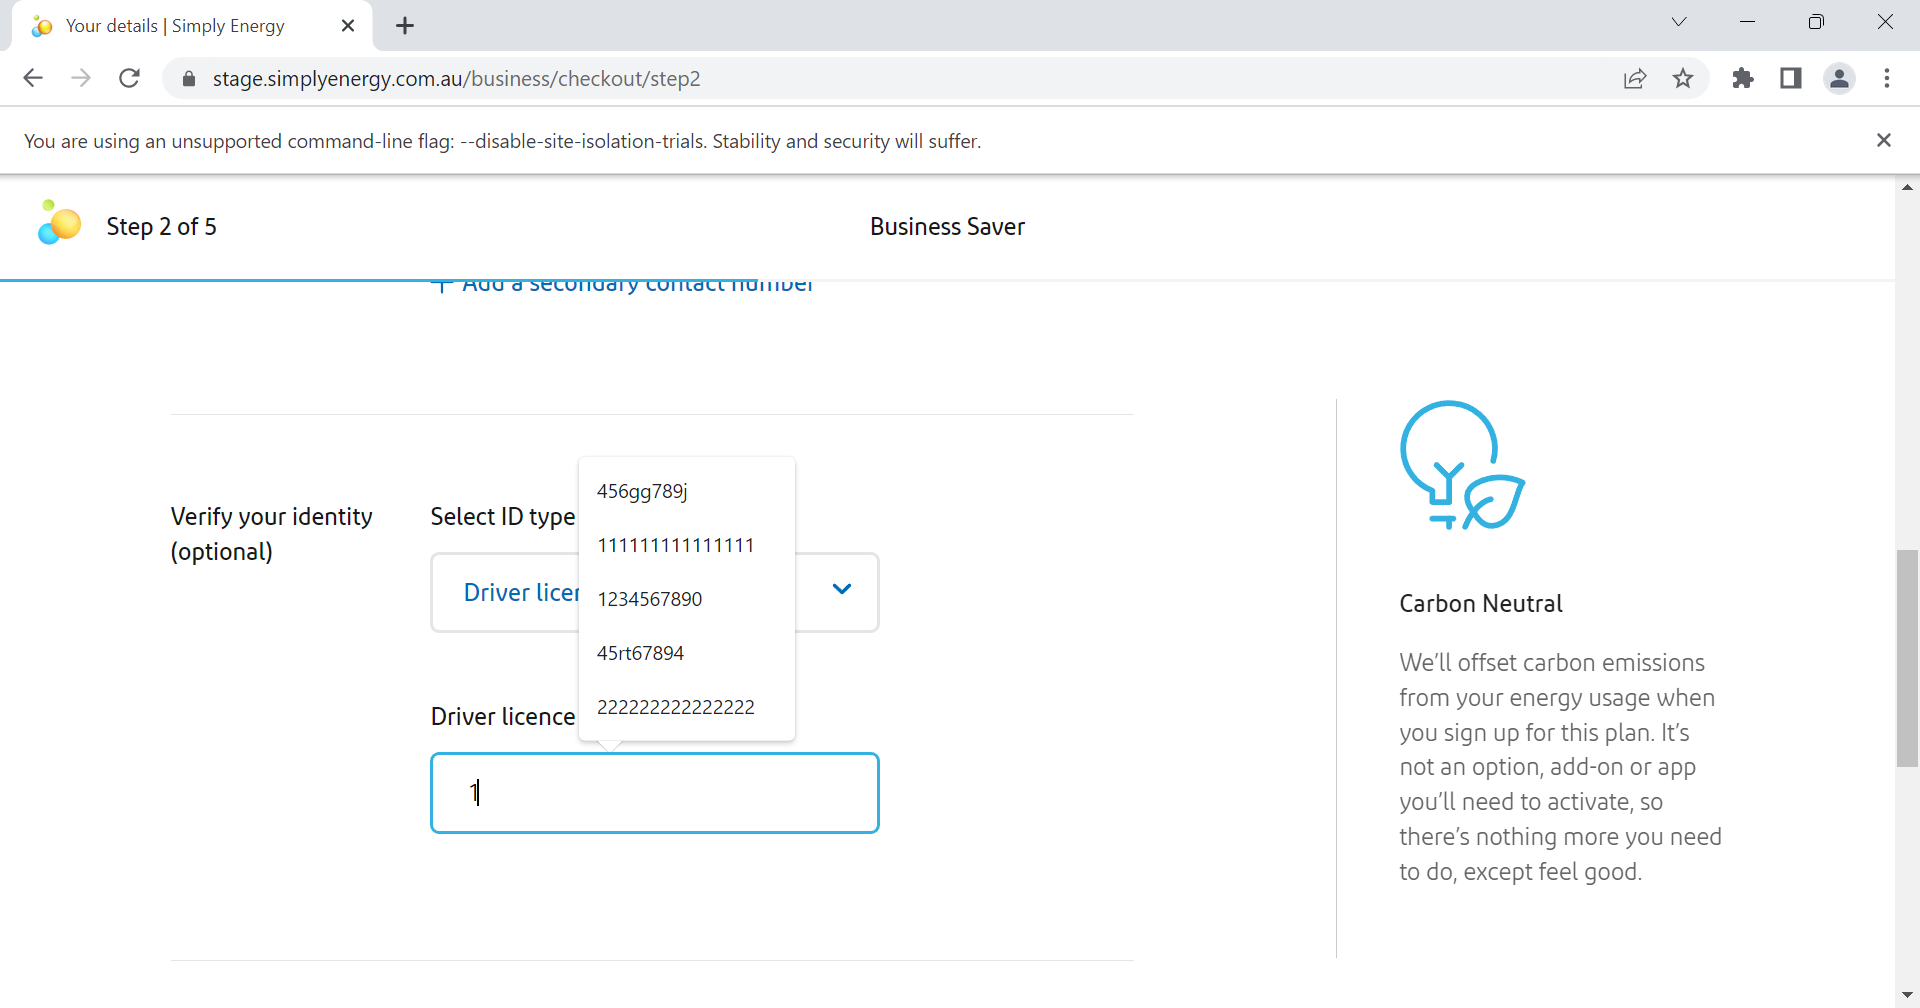 Your details | Simply Energy
stage.simplyenergy.com.au/business/checkout/step2
You are using an unsupported command-line flag: --disable-site-isolation-trials. Stability and security will suffer.
Step 2 of 5
Business Saver
+ Add a secondary contact number
Verify your identity
(optional)
Select ID type
Driver licen
456gg789j
111111111111111
1234567890
45rt67894
222222222222222
Driver licence
1
Carbon Neutral
We'll offset carbon emissions
from your energy usage when
you sign up for this plan. It's
not an option, add-on or app
you'll need to activate, so
there's nothing more you need
to do, except feel good.